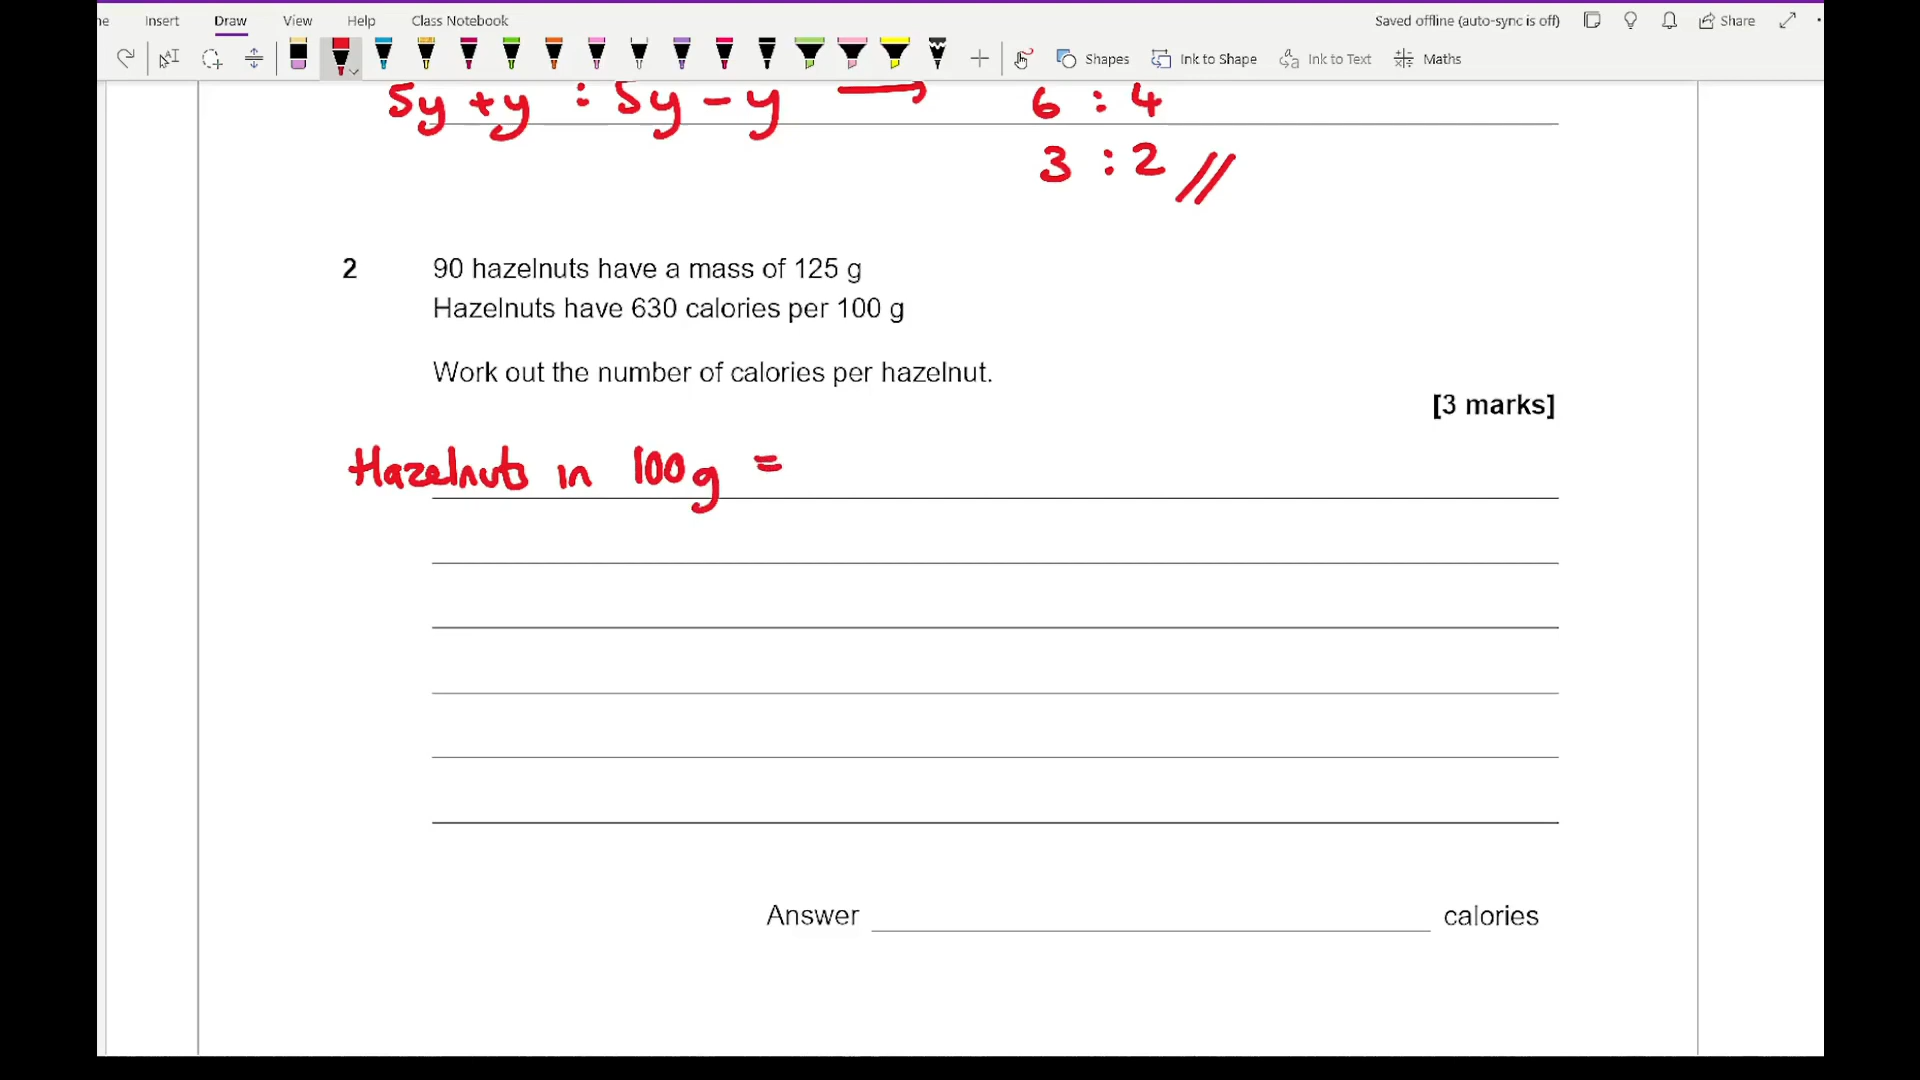 Insert Draw View Help Class Notebook Saved offline (auto-sync is off) Share
Shapes Ink to Shape Ink to Text Maths
5y + y : 5y - y → 6 : 4
3 : 2 //
2 90 hazelnuts have a mass of 125 g
Hazelnuts have 630 calories per 100 g
Work out the number of calories per hazelnut.
[3 marks]
Hazelnuts in 100g =
Answer calories